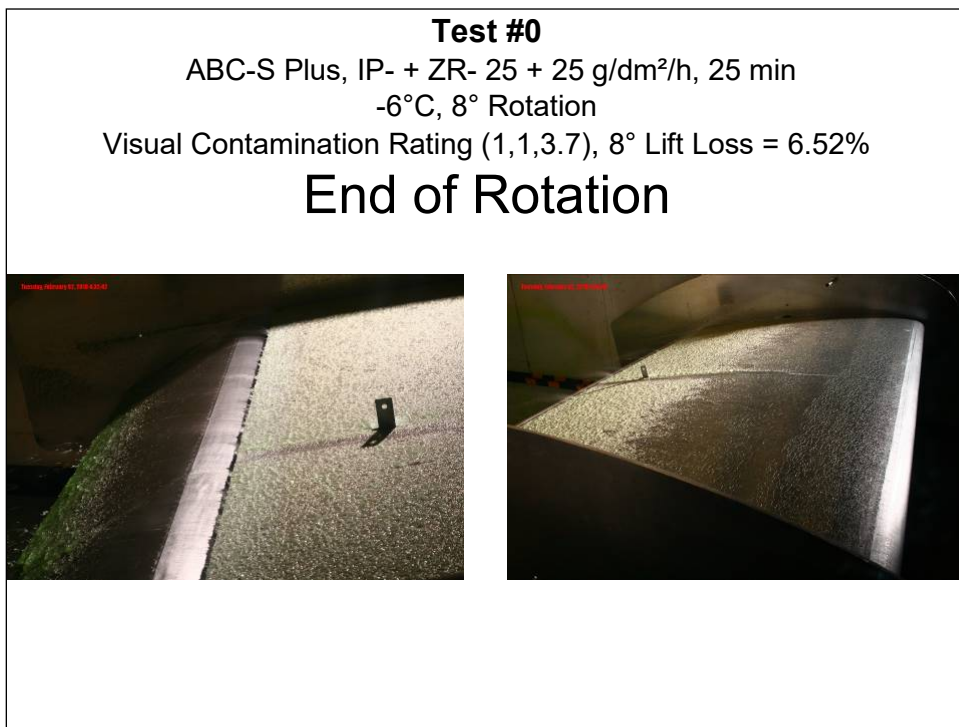 Test #0
ABC-S Plus, IP- + ZR- 25 + 25 g/dm²/h, 25 min
-6°C, 8° Rotation
Visual Contamination Rating (1,1,3.7), 8° Lift Loss = 6.52%
End of Rotation